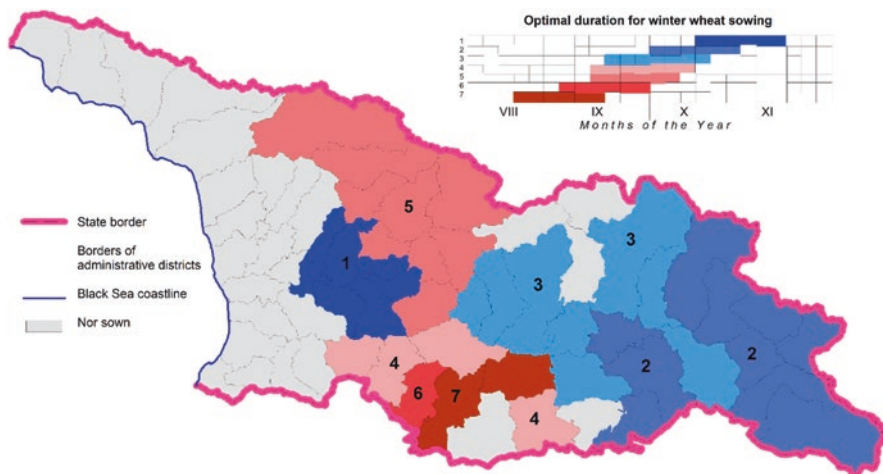 Optimal duration for winter wheat sowing
1
2
3
4
5
6
7
VIII IX X XI
Months of the Year
State border
Borders of
administrative districts
Black Sea coastline
Nor sown
5
3
1
3
4
2
2
6
7
4